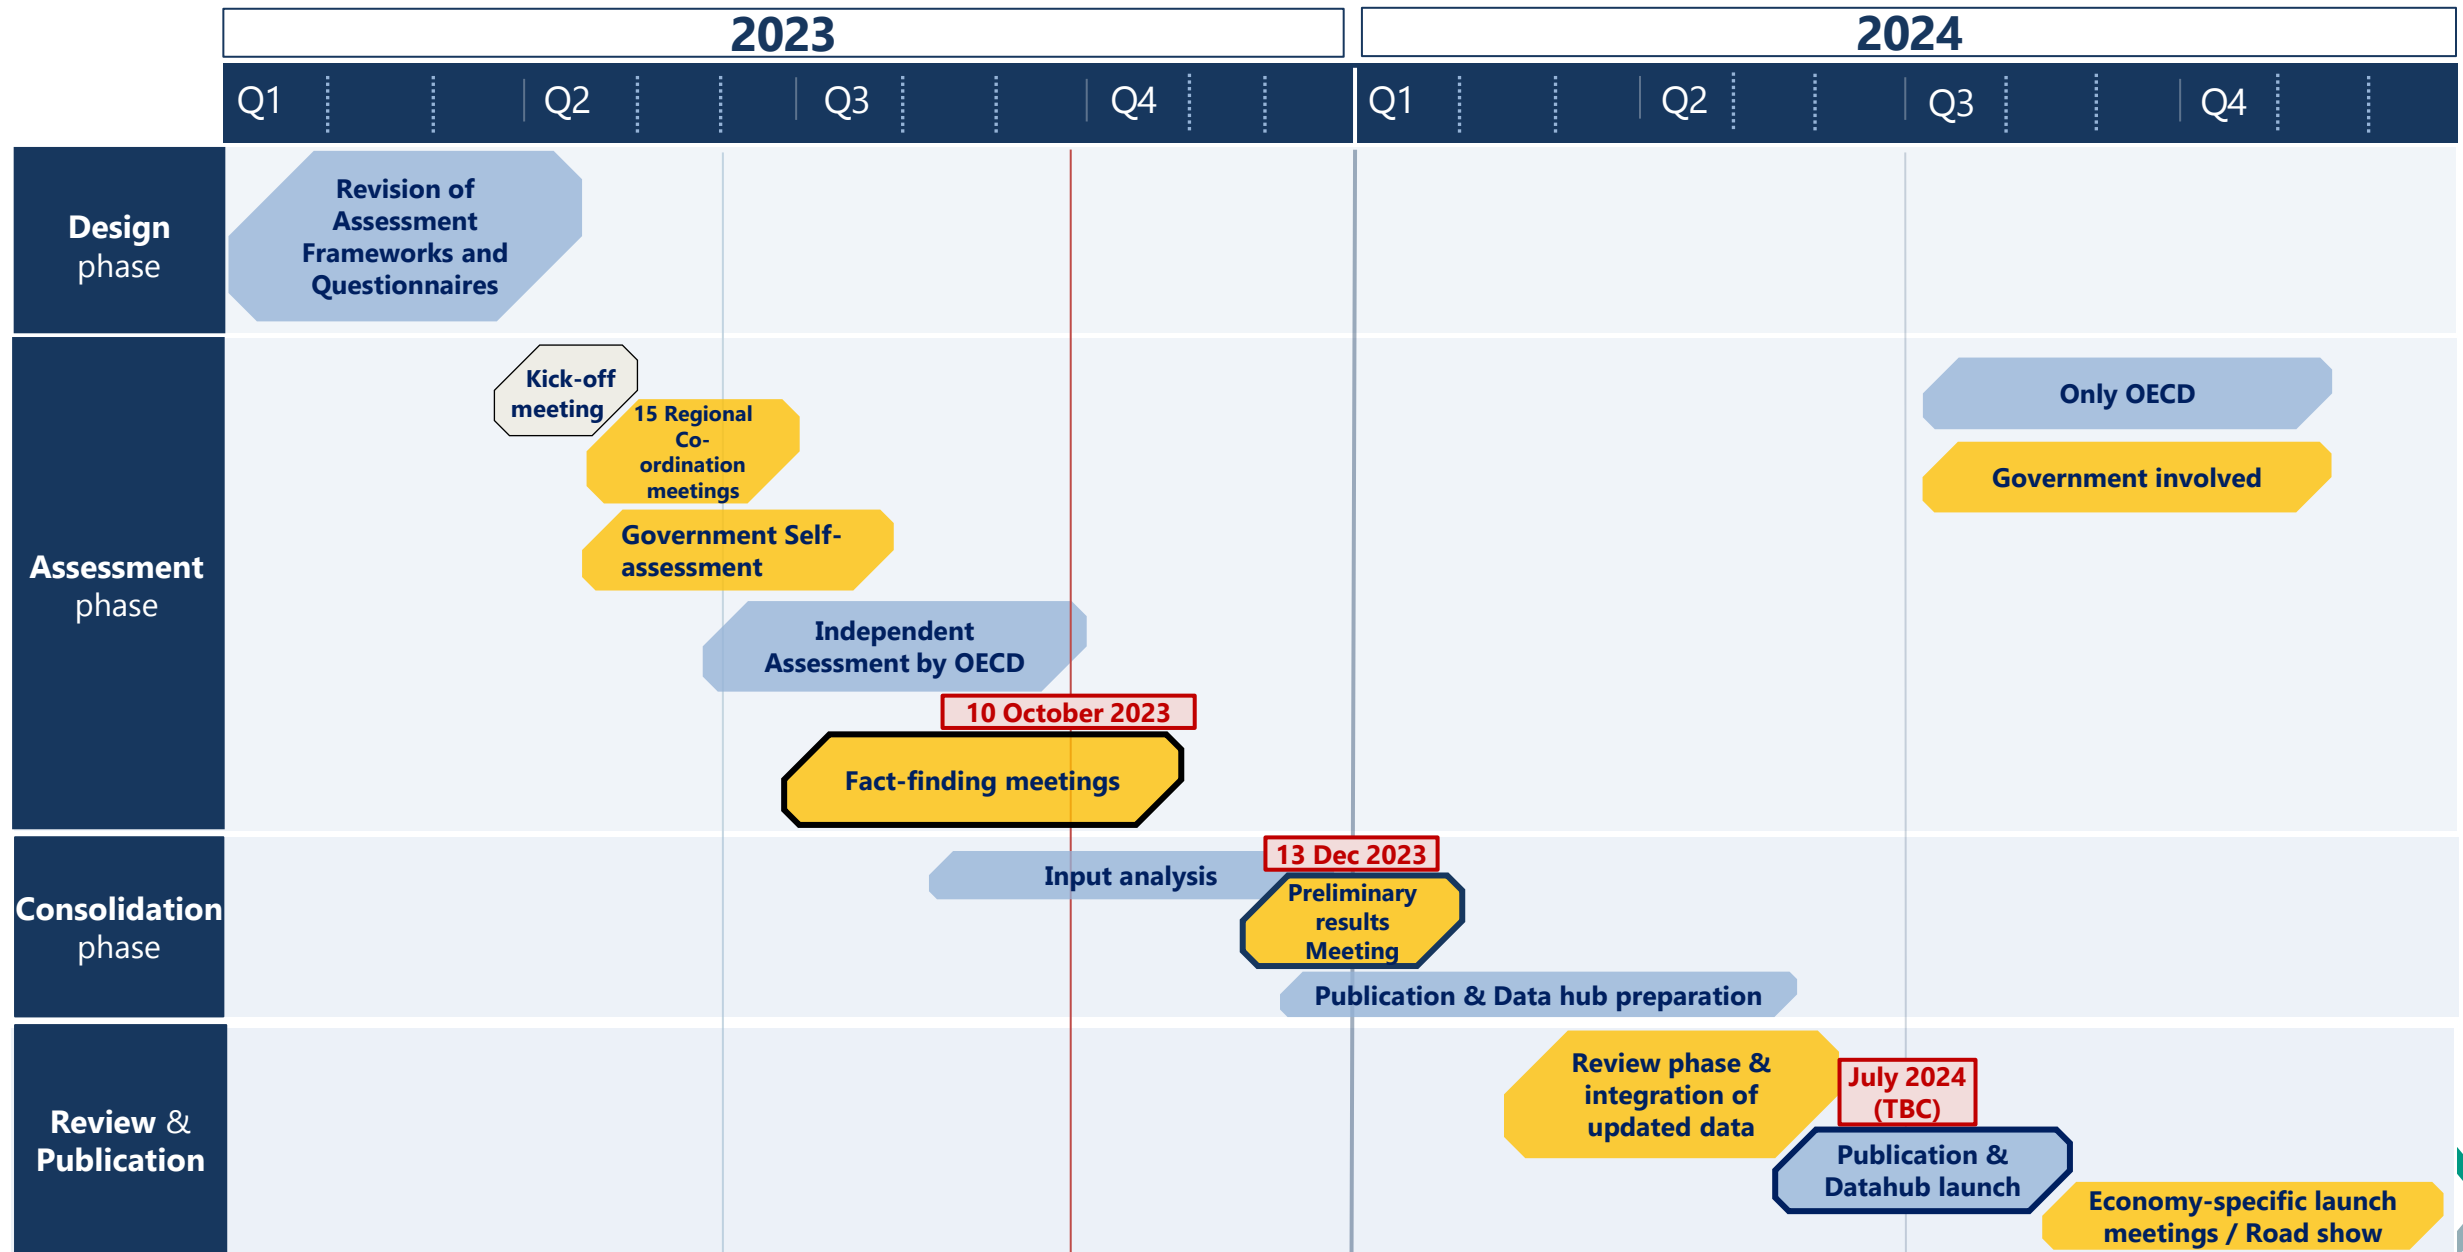 2023
2024
Q1
Q2
Q3
Q4
Q1
Q2
Q3
Q4
Design
phase
Revision of
Assessment
Frameworks and
Questionnaires
Assessment
phase
Kick-off
meeting
15 Regional
Co-
ordination
meetings
Government Self-
assessment
Independent
Assessment by OECD
10 October 2023
Fact-finding meetings
Only OECD
Government involved
Consolidation
phase
Input analysis
13 Dec 2023
Preliminary
results
Meeting
Publication & Data hub preparation
Review &
Publication
Review phase &
integration of
updated data
July 2024
(TBC)
Publication &
Datahub launch
Economy-specific launch
meetings / Road show